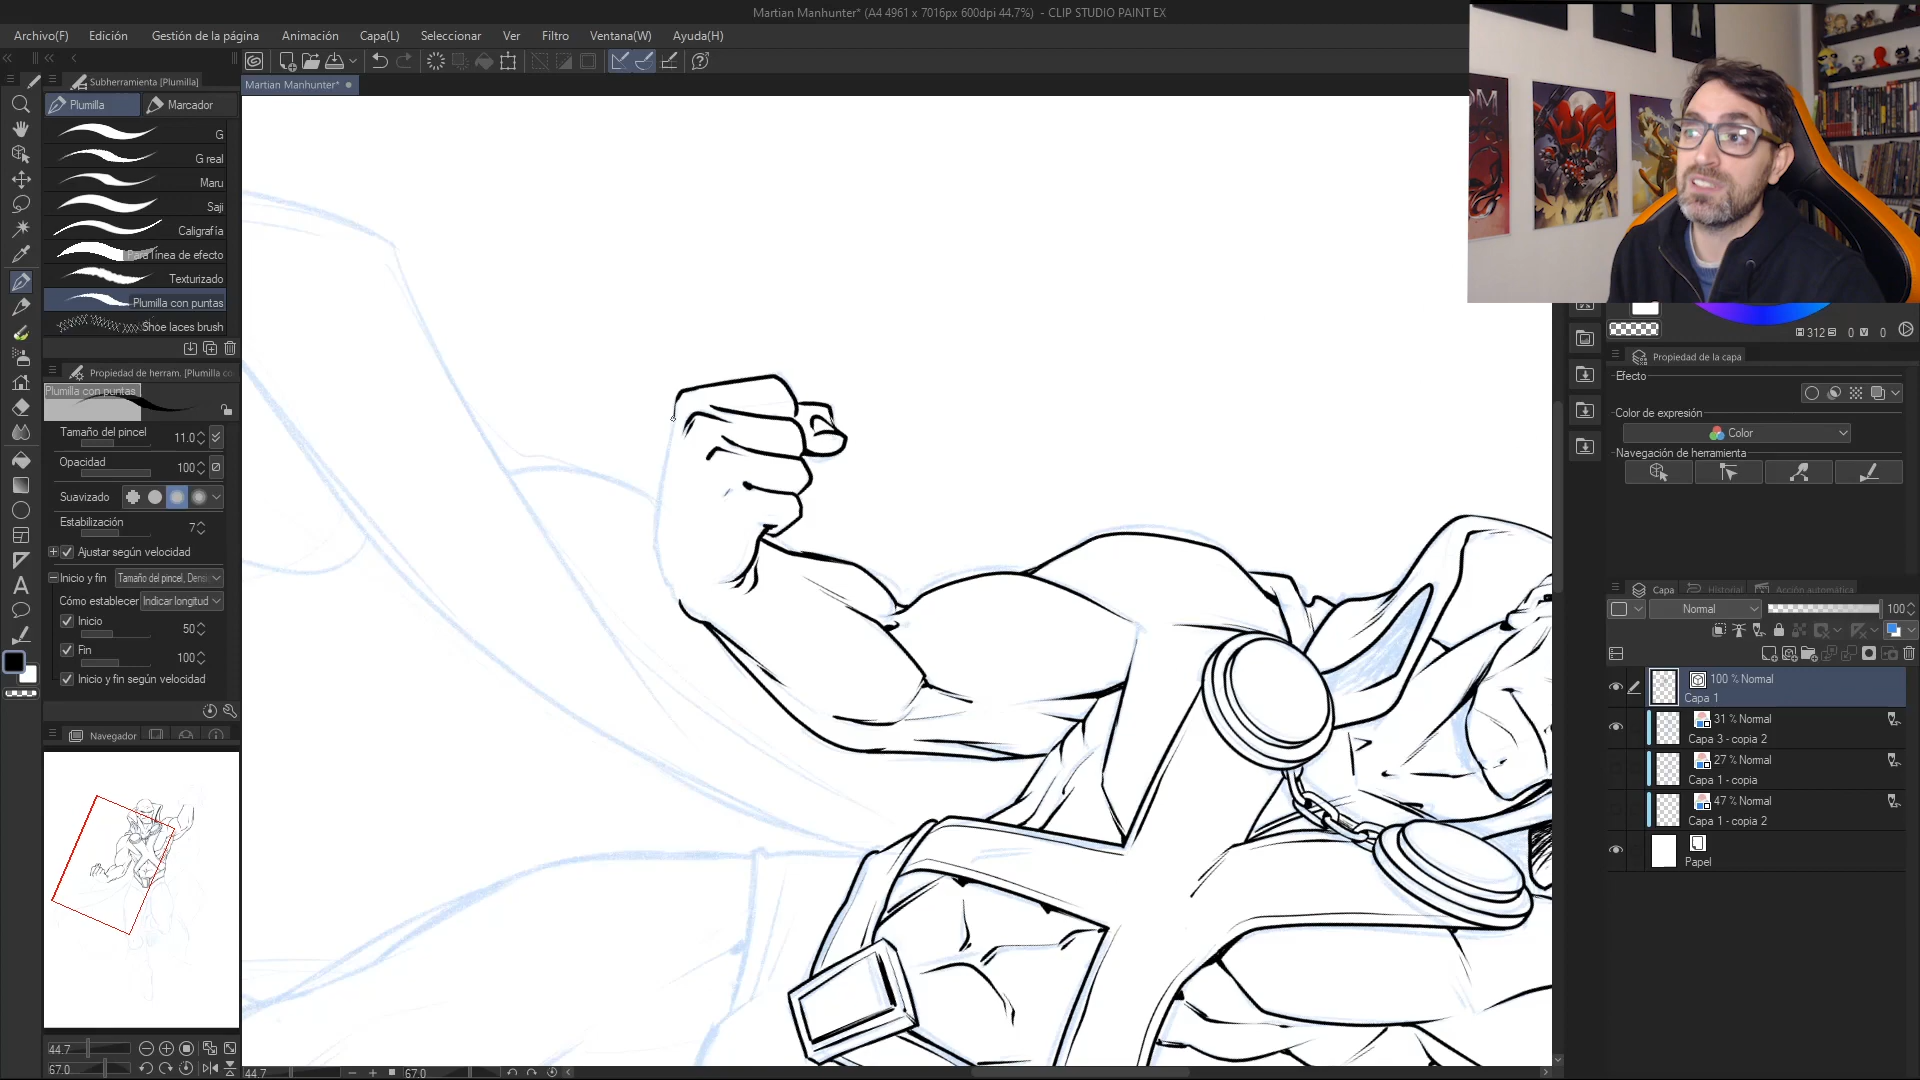 Martian Manhunter* (A4 4961 x 7016px 600dpi 44.7%) - CLIP STUDIO PAINT EX
Archivo(F) Edición Gestión de la página Animación Capa(L) Seleccionar Ver Filtro Ventana(W) Ayuda(H)
Subherramienta [Plumilla]
Martian Manhunter*
Plumilla Marcador
G
G real
Maru
Saji
Caligrafía
Para línea de efecto
Texturizado
Plumilla con puntas
Shoe laces brush
Propiedad de herram. [Plumilla co
Plumilla con puntas
Tamaño del pincel 11.0
Opacidad 100
Suavizado
Estabilización 7
Ajustar según velocidad
Inicio y fin Tamaño del pincel, Dens
Cómo establecer Indicar longitud
Inicio 50
Fin 100
Inicio y fin según velocidad
Navegador
44.7
67.0
44.7 67.0
H 312 S 0 V 0
Propiedad de la capa
Efecto
Color de expresión
Color
Navegación de herramienta
Capa Historial Acción automática
Normal 100
100 % Normal
Capa 1
31 % Normal
Capa 3 - copia 2
27 % Normal
Capa 1 - copia
47 % Normal
Capa 1 - copia 2
Papel